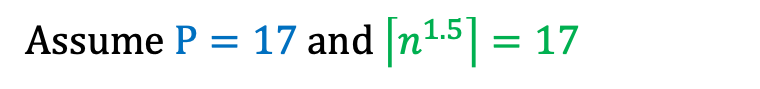 Assume P = 17 and ⌈n^{1.5}⌉ = 17